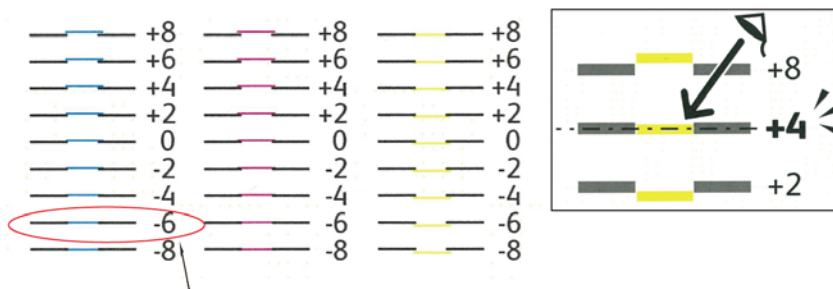 +8 +8 +8
+6 +6 +6
+4 +4 +4
+2 +2 +2
0 0 0
-2 -2 -2
-4 -4 -4
-6 -6 -6
-8 -8 -8
+8
+4
+2